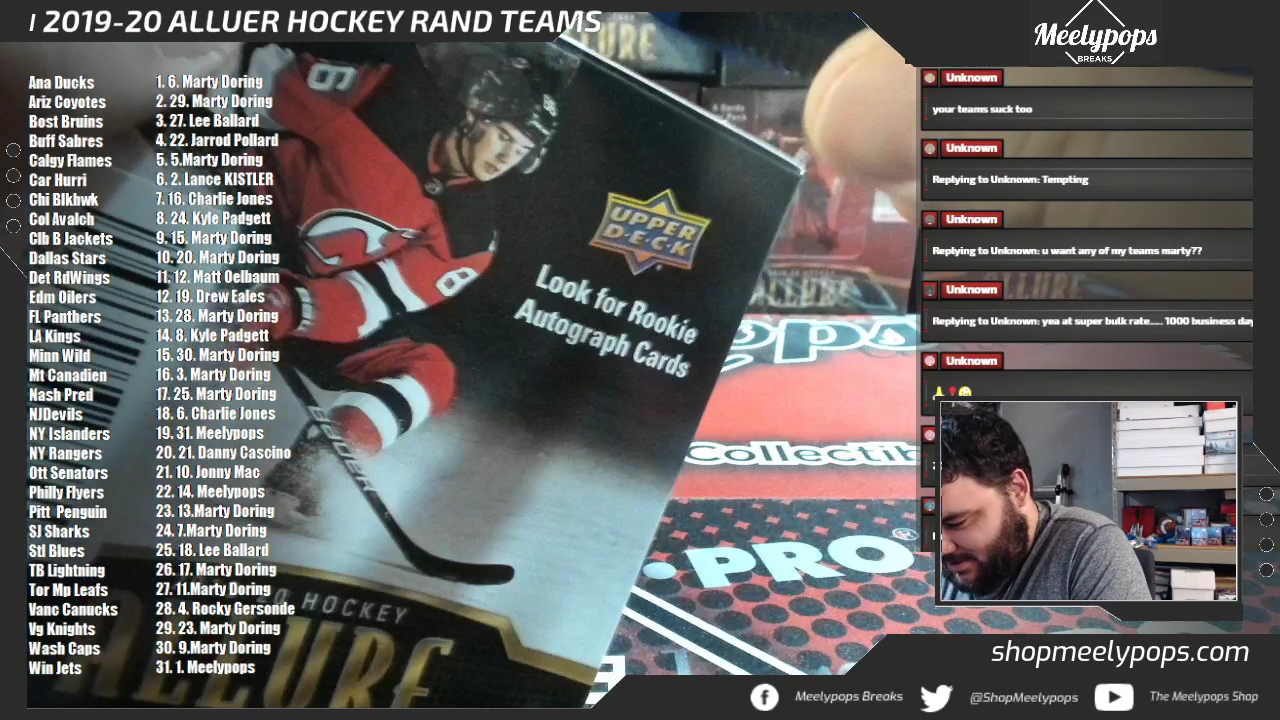 2019-20 ALLUER HOCKEY RAND TEAMS
Meelypops
BREAKS
Ana Ducks 1. 6. Marty Doring
Ariz Coyotes 2. 29. Marty Doring
Bost Bruins 3. 27. Lee Ballard
Buff Sabres 4. 22. Jarrod Pollard
Calgy Flames 5. 5.Marty Doring
Car Hurri 6. 2. Lance KISTLER
Chi Blkhwk 7. 16. Charlie Jones
Col Avalch 8. 24. Kyle Padgett
Clb B Jackets 9. 15. Marty Doring
Dallas Stars 10. 20. Marty Doring
Det RdWings 11. 12. Matt Oelbaum
Edm Oilers 12. 19. Drew Eales
FL Panthers 13. 28. Marty Doring
LA Kings 14. 8. Kyle Padgett
Minn Wild 15. 30. Marty Doring
Mt Canadien 16. 3. Marty Doring
Nash Pred 17. 25. Marty Doring
NJDevils 18. 6. Charlie Jones
NY Islanders 19. 31. Meelypops
NY Rangers 20. 21. Danny Cascino
Ott Senators 21. 10. Jonny Mac
Philly Flyers 22. 14. Meelypops
Pitt Penguin 23. 13.Marty Doring
SJ Sharks 24. 7.Marty Doring
Stl Blues 25. 18. Lee Ballard
TB Lightning 26. 17. Marty Doring
Tor Mp Leafs 27. 11.Marty Doring
Vanc Canucks 28. 4. Rocky Gersonde
Vg Knights 29. 23. Marty Doring
Wash Caps 30. 9.Marty Doring
Win Jets 31. 1. Meelypops
UPPER
D·E·C·K
Look for Rookie
Autograph Cards
HOCKEY
ALLURE
BAUER
8
ALLURE
ops
Collectib
PRO
Unknown
your teams suck too
Unknown
Replying to Unknown: Tempting
Unknown
Replying to Unknown: u want any of my teams marty??
Unknown
Replying to Unknown: yea at super bulk rate..... 1000 business day
Unknown
shopmeelypops.com
Meelypops Breaks
@ShopMeelypops
The Meelypops Shop